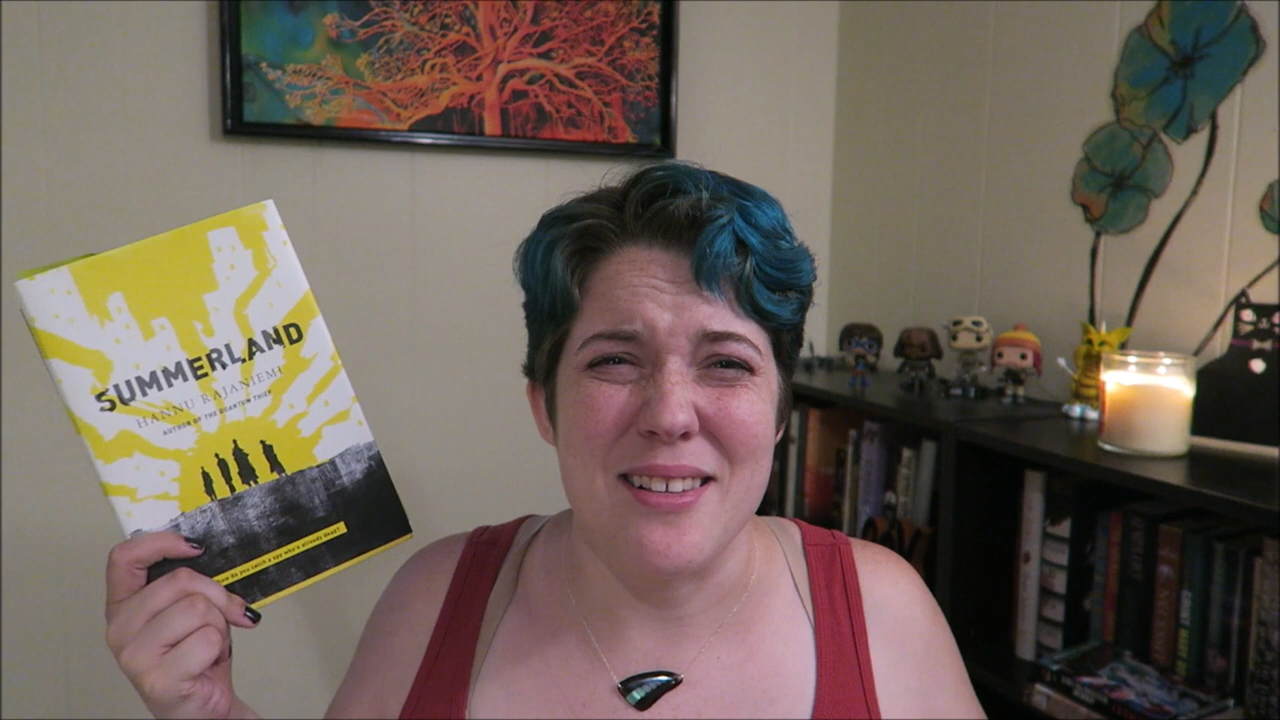 SUMMERLAND
HANNU RAJANIEMI
AUTHOR OF THE QUANTUM THIEF
how do you catch a spy who's already dead?